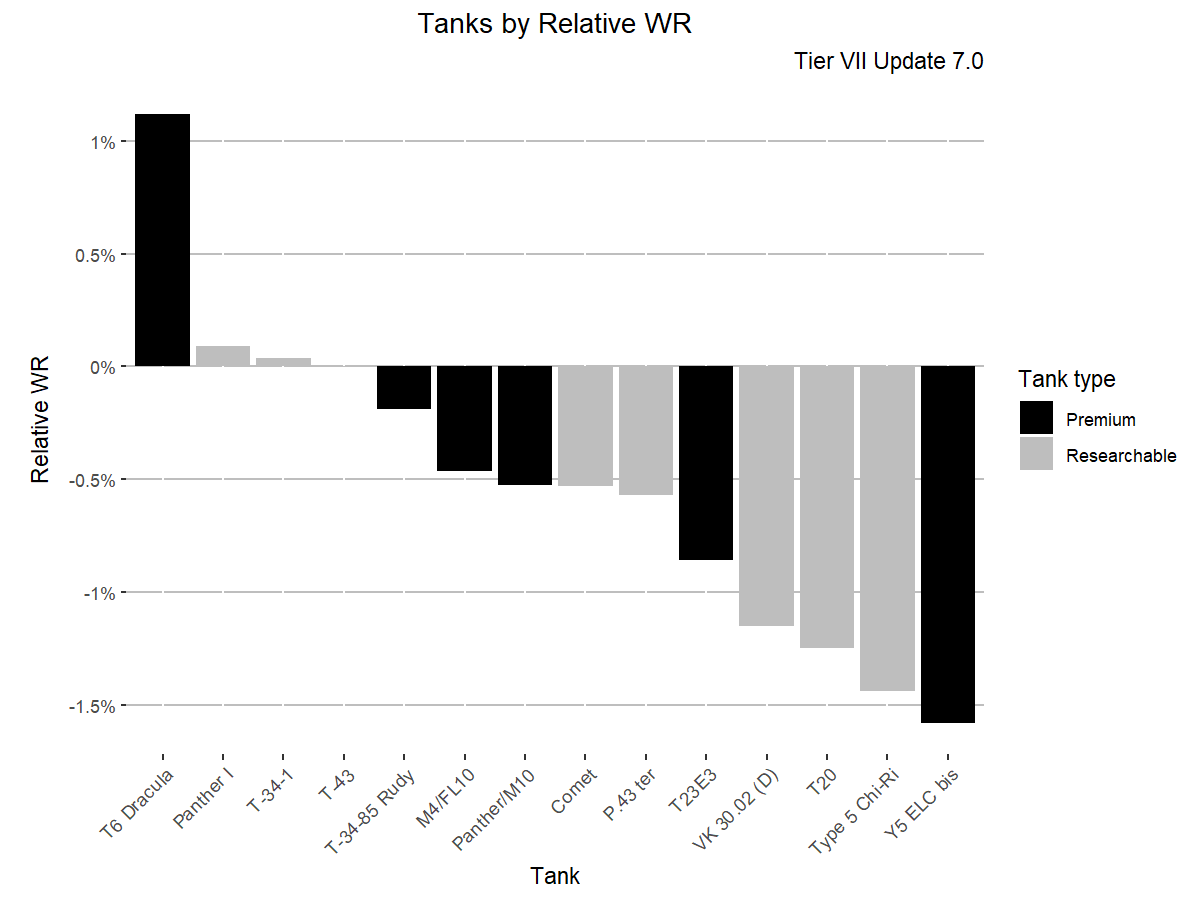 Tanks by Relative WR
Tier VII Update 7.0
1%
0.5%
0%
-0.5%
-1%
-1.5%
Relative WR
T6 Dracula
Panther I
T-34-1
T-43
T-34-85 Rudy
M4/FL10
Panther/M10
Comet
P.43 ter
T23E3
VK 30.02 (D)
T20
Type 5 Chi-Ri
Y5 ELC bis
Tank
Tank type
Premium
Researchable